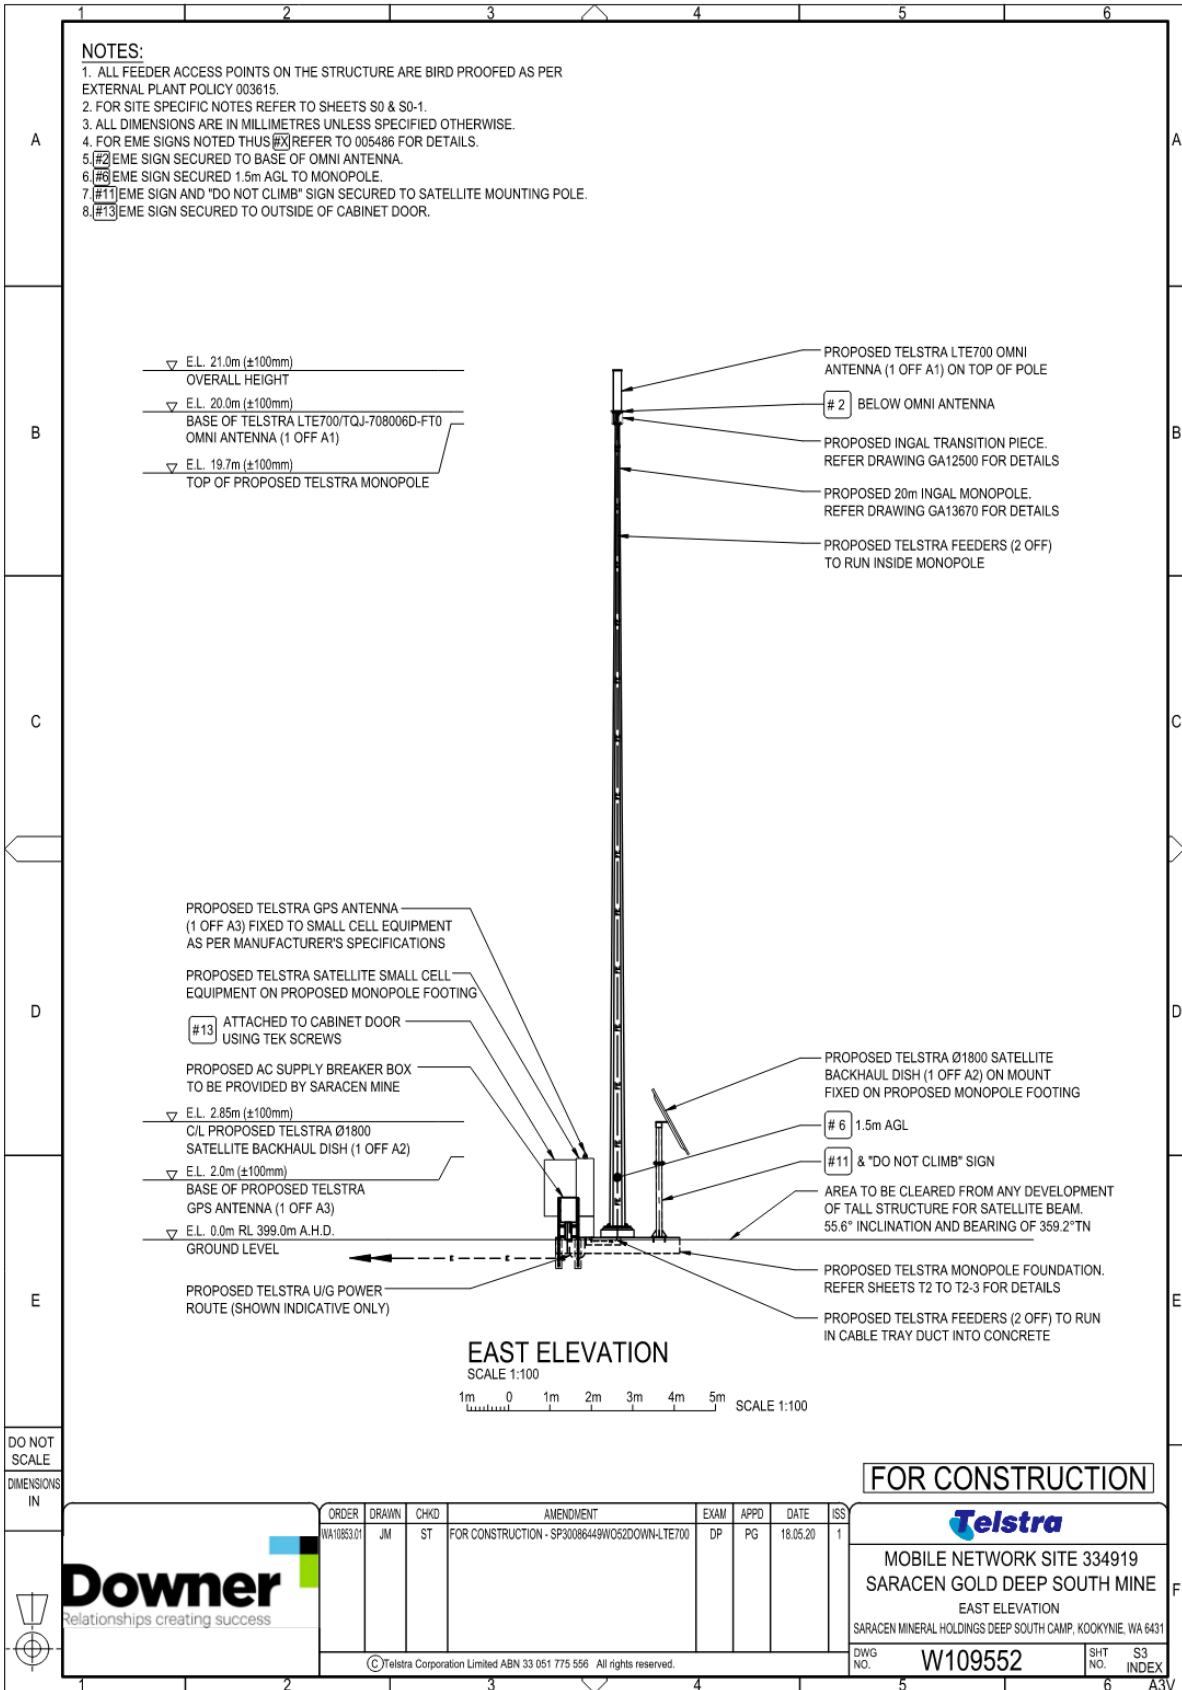 1 2 3 4 5 6
NOTES:
1. ALL FEEDER ACCESS POINTS ON THE STRUCTURE ARE BIRD PROOFED AS PER
EXTERNAL PLANT POLICY 003615.
2. FOR SITE SPECIFIC NOTES REFER TO SHEETS S0 & S0-1.
3. ALL DIMENSIONS ARE IN MILLIMETRES UNLESS SPECIFIED OTHERWISE.
4. FOR EME SIGNS NOTED THUS #X REFER TO 005486 FOR DETAILS.
5. #2 EME SIGN SECURED TO BASE OF OMNI ANTENNA.
6. #6 EME SIGN SECURED 1.5m AGL TO MONOPOLE.
7. #11 EME SIGN AND "DO NOT CLIMB" SIGN SECURED TO SATELLITE MOUNTING POLE.
8. #13 EME SIGN SECURED TO OUTSIDE OF CABINET DOOR.
A A
B B
C C
D D
E E
F
E.L. 21.0m (±100mm)
OVERALL HEIGHT
E.L. 20.0m (±100mm)
BASE OF TELSTRA LTE700/TQJ-708006D-FT0
OMNI ANTENNA (1 OFF A1)
E.L. 19.7m (±100mm)
TOP OF PROPOSED TELSTRA MONOPOLE
PROPOSED TELSTRA LTE700 OMNI
ANTENNA (1 OFF A1) ON TOP OF POLE
# 2 BELOW OMNI ANTENNA
PROPOSED INGAL TRANSITION PIECE.
REFER DRAWING GA12500 FOR DETAILS
PROPOSED 20m INGAL MONOPOLE.
REFER DRAWING GA13670 FOR DETAILS
PROPOSED TELSTRA FEEDERS (2 OFF)
TO RUN INSIDE MONOPOLE
PROPOSED TELSTRA GPS ANTENNA
(1 OFF A3) FIXED TO SMALL CELL EQUIPMENT
AS PER MANUFACTURER'S SPECIFICATIONS
PROPOSED TELSTRA SATELLITE SMALL CELL
EQUIPMENT ON PROPOSED MONOPOLE FOOTING
#13 ATTACHED TO CABINET DOOR
USING TEK SCREWS
PROPOSED AC SUPPLY BREAKER BOX
TO BE PROVIDED BY SARACEN MINE
E.L. 2.85m (±100mm)
C/L PROPOSED TELSTRA Ø1800
SATELLITE BACKHAUL DISH (1 OFF A2)
E.L. 2.0m (±100mm)
BASE OF PROPOSED TELSTRA
GPS ANTENNA (1 OFF A3)
E.L. 0.0m RL 399.0m A.H.D.
GROUND LEVEL
E E
PROPOSED TELSTRA U/G POWER
ROUTE (SHOWN INDICATIVE ONLY)
PROPOSED TELSTRA Ø1800 SATELLITE
BACKHAUL DISH (1 OFF A2) ON MOUNT
FIXED ON PROPOSED MONOPOLE FOOTING
# 6 1.5m AGL
#11 & "DO NOT CLIMB" SIGN
AREA TO BE CLEARED FROM ANY DEVELOPMENT
OF TALL STRUCTURE FOR SATELLITE BEAM.
55.6° INCLINATION AND BEARING OF 359.2°TN
PROPOSED TELSTRA MONOPOLE FOUNDATION.
REFER SHEETS T2 TO T2-3 FOR DETAILS
PROPOSED TELSTRA FEEDERS (2 OFF) TO RUN
IN CABLE TRAY DUCT INTO CONCRETE
EAST ELEVATION
SCALE 1:100
1m 0 1m 2m 3m 4m 5m SCALE 1:100
DO NOT
SCALE
DIMENSIONS
IN
FOR CONSTRUCTION
Downer
Relationships creating success
ORDER DRAWN CHKD AMENDMENT EXAM APPD DATE ISS
WA10853.01 JM ST FOR CONSTRUCTION - SP30086449WO52DOWN-LTE700 DP PG 18.05.20 1
© Telstra Corporation Limited ABN 33 051 775 556 All rights reserved.
Telstra
MOBILE NETWORK SITE 334919
SARACEN GOLD DEEP SOUTH MINE
EAST ELEVATION
SARACEN MINERAL HOLDINGS DEEP SOUTH CAMP, KOOKYNIE, WA 6431
DWG
NO. W109552
SHT
NO. S3
INDEX
F
1 2 3 4 5 6 A3V